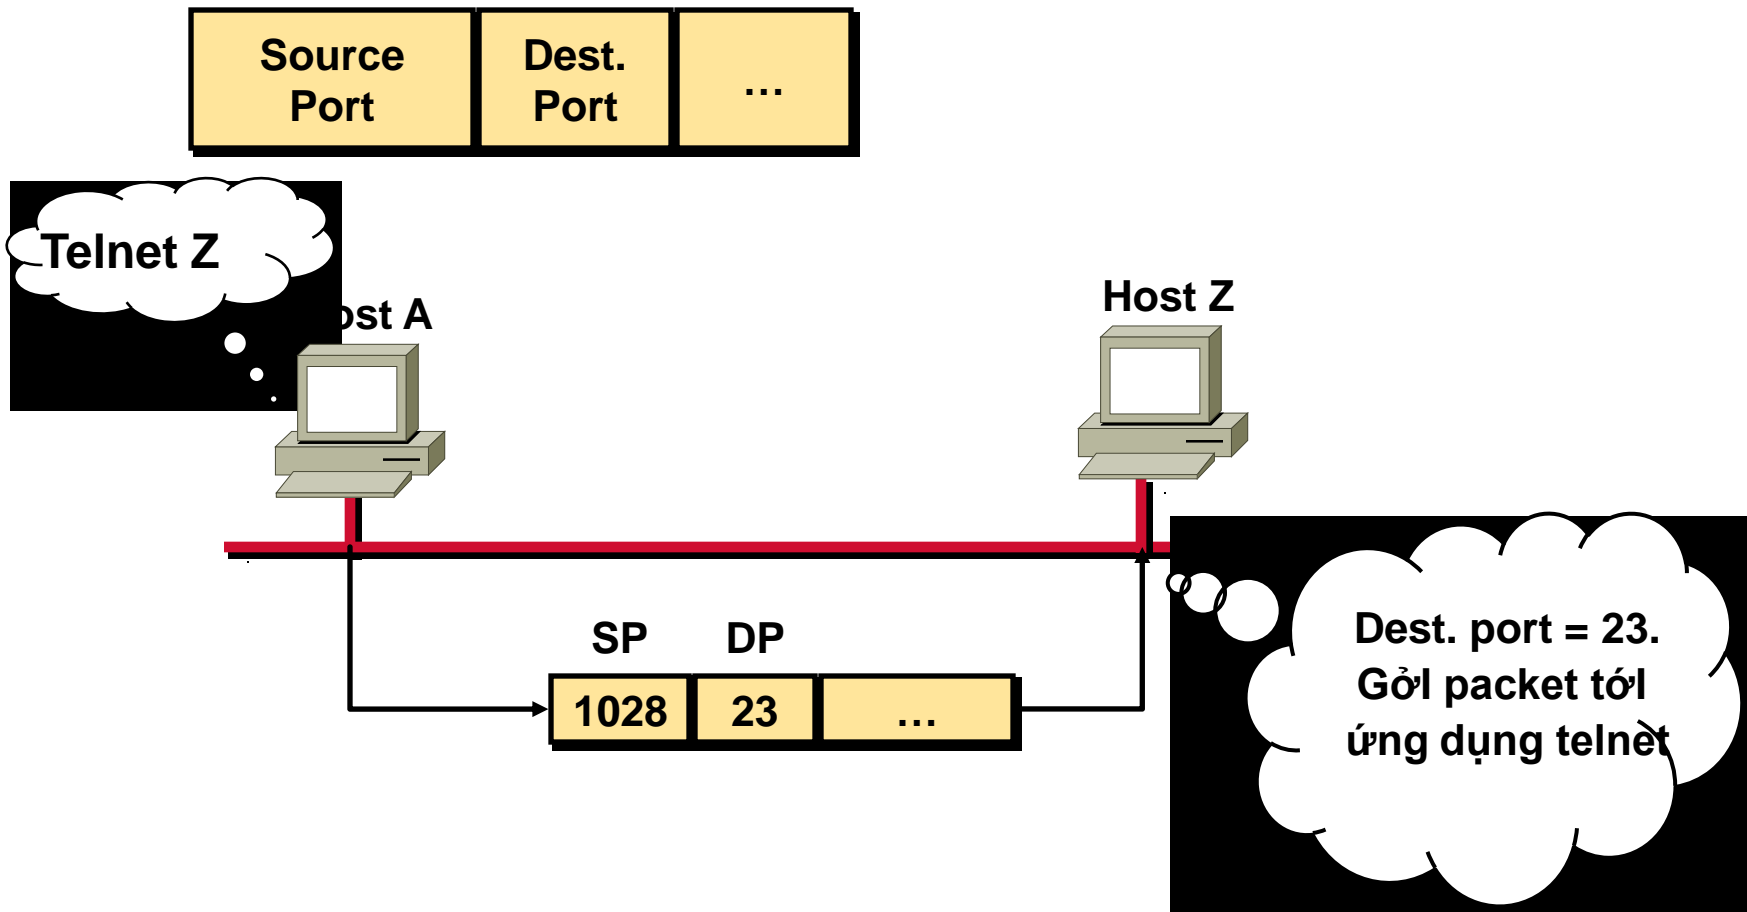 Source
Port
Dest.
Port
...
Telnet Z
ost A
Host Z
SP
DP
1028
23
...
Dest. port = 23.
GởI packet tớI
ứng dụng telnet